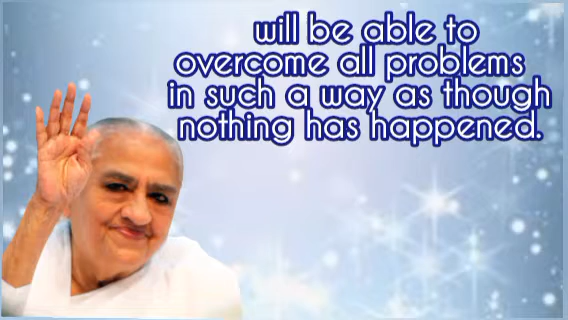 will be able to
overcome all problems
in such a way as though
nothing has happened.